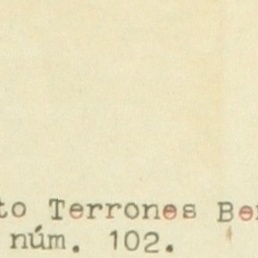 to Terrones Be
núm. 102.